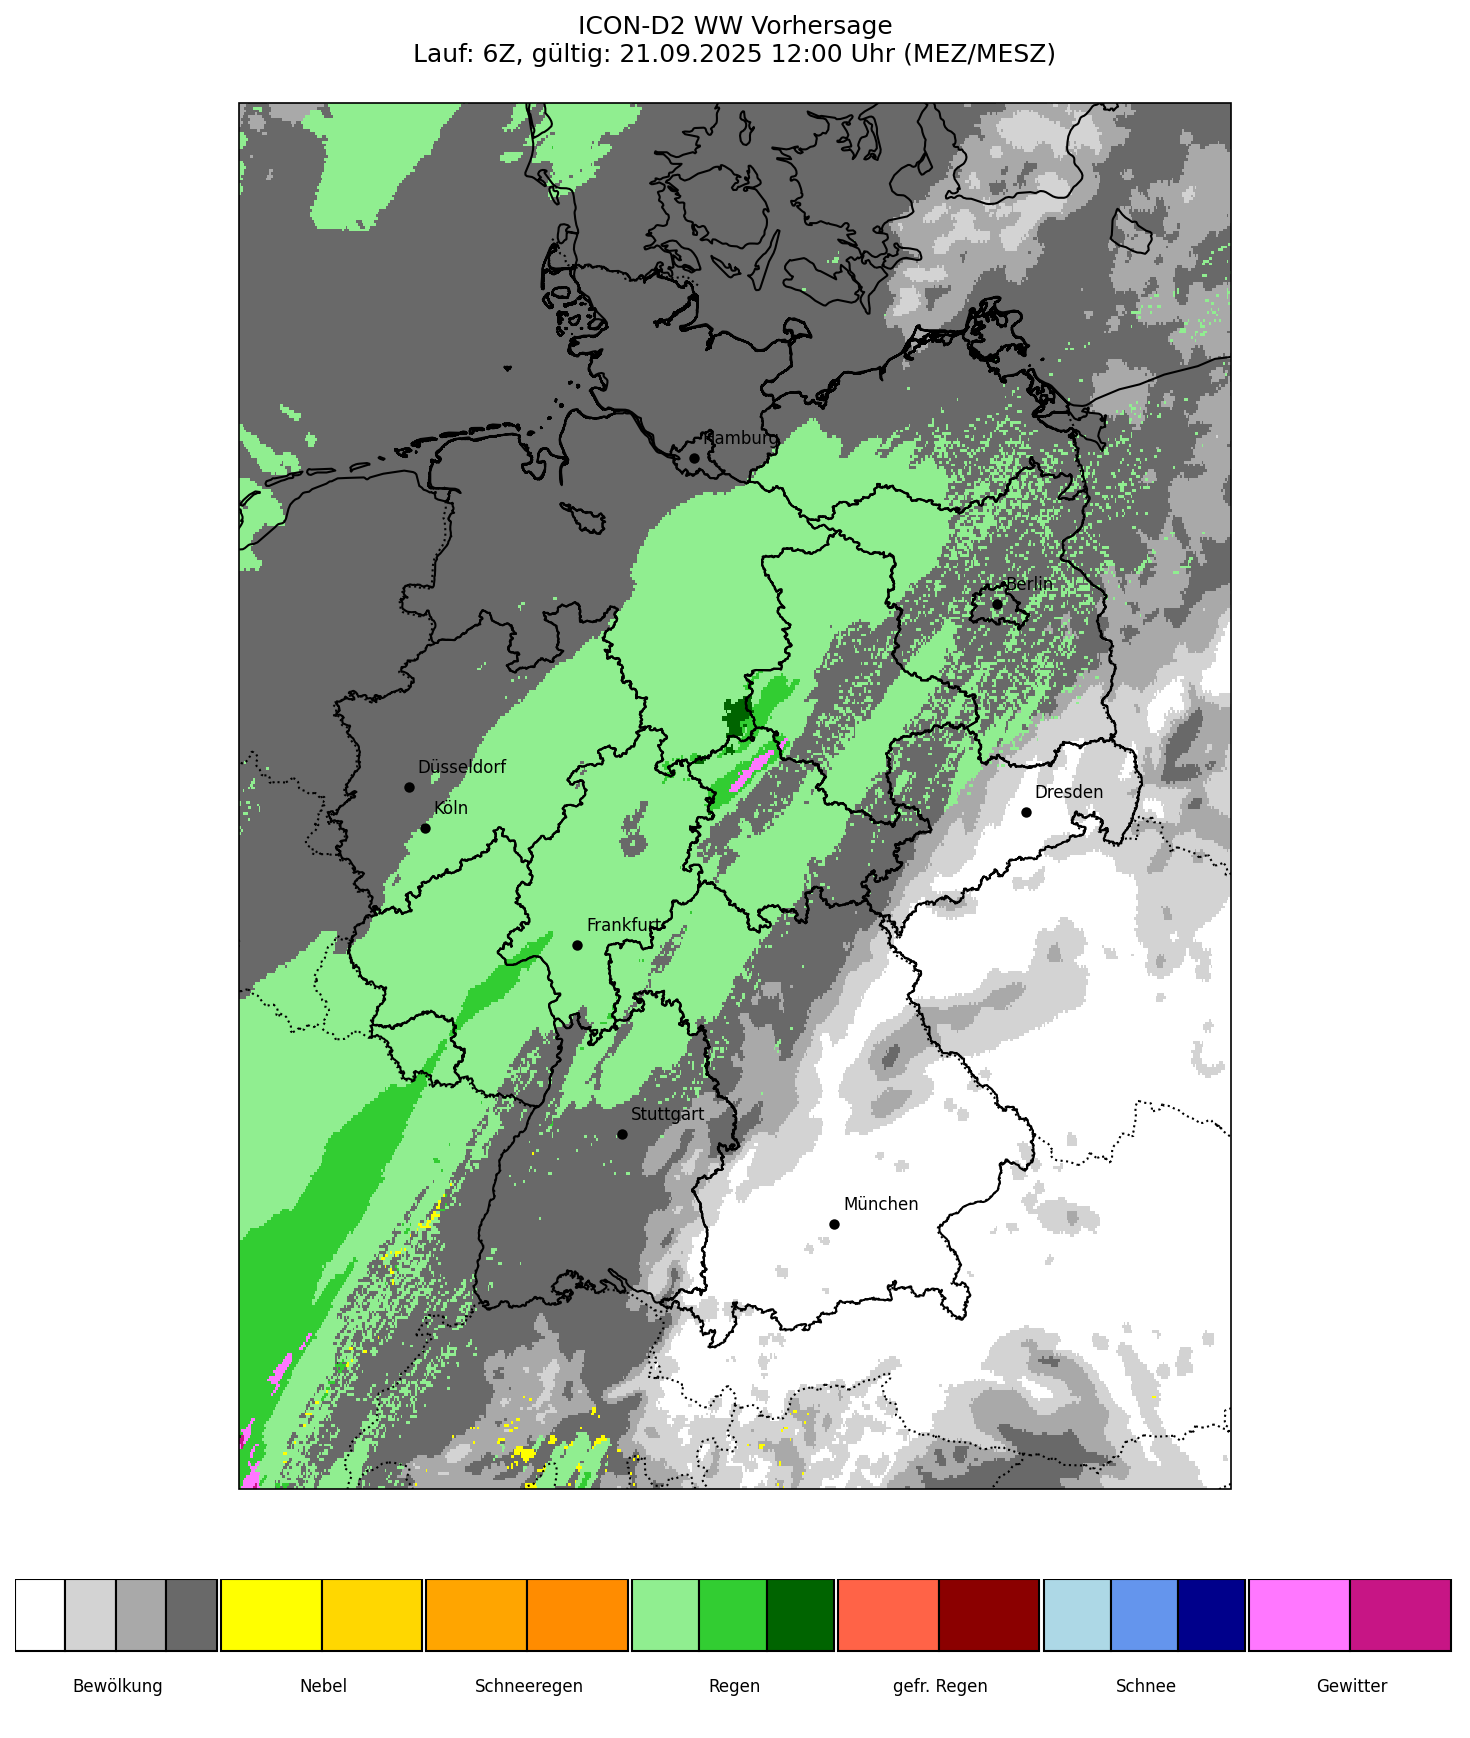 ICON-D2 WW Vorhersage
Lauf: 6Z, gültig: 21.09.2025 12:00 Uhr (MEZ/MESZ)
Hamburg
Berlin
Düsseldorf
Köln
Dresden
Frankfurt
Stuttgart
München
Bewölkung
Nebel
Schneeregen
Regen
gefr. Regen
Schnee
Gewitter